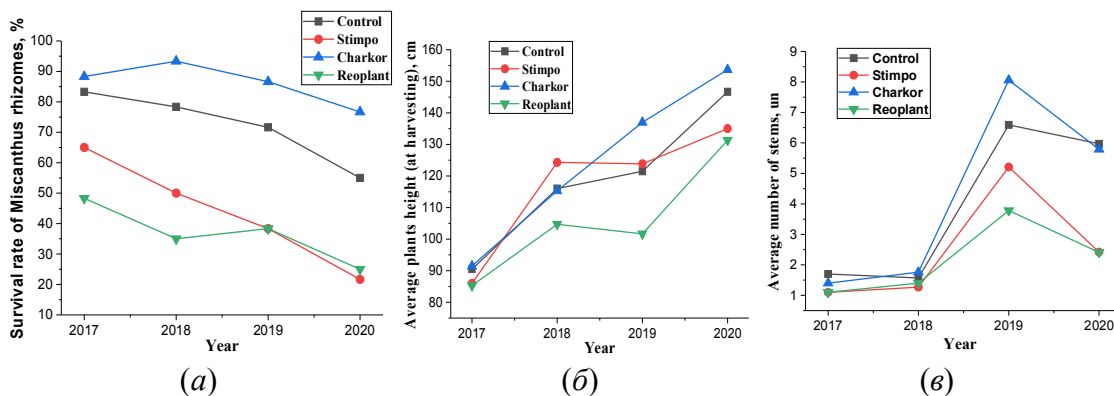 Survival rate of Miscanthus rhizomes, %
100
90
80
70
60
50
40
30
20
10
2017
2018
2019
2020
Year
Control
Stimpo
Charkor
Reoplant
(а)
Average plants height (at harvesting), cm
160
150
140
130
120
110
100
90
80
2017
2018
2019
2020
Year
Control
Stimpo
Charkor
Reoplant
(б)
Average number of stems, un
9
8
7
6
5
4
3
2
1
2017
2018
2019
2020
Year
Control
Stimpo
Charkor
Reoplant
(в)